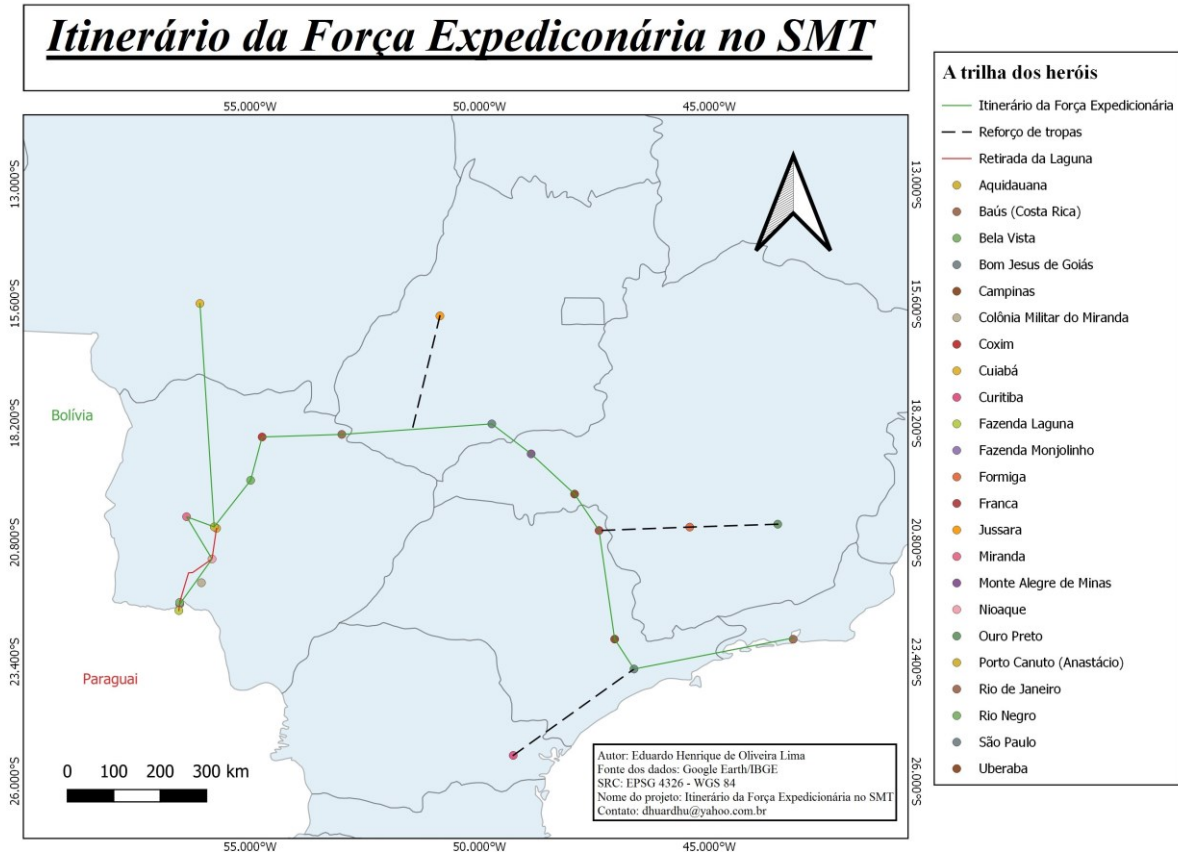 Itinerário da Força Expediconária no SMT
55.000°W 50.000°W 45.000°W
13.000°S 13.000°S
15.600°S 15.600°S
Bolívia
18.200°S 18.200°S
20.800°S 20.800°S
23.400°S 23.400°S
Paraguai
26.000°S 26.000°S
0 100 200 300 km
Autor: Eduardo Henrique de Oliveira Lima
Fonte dos dados: Google Earth/IBGE
SRC: EPSG 4326 - WGS 84
Nome do projeto: Itinerário da Força Expedicionária no SMT
Contato: dhuardhu@yahoo.com.br
55.000°W 50.000°W 45.000°W
A trilha dos heróis
Itinerário da Força Expedicionária
Reforço de tropas
Retirada da Laguna
Aquidauana
Baús (Costa Rica)
Bela Vista
Bom Jesus de Goiás
Campinas
Colônia Militar do Miranda
Coxim
Cuiabá
Curitiba
Fazenda Laguna
Fazenda Monjolinho
Formiga
Franca
Jussara
Miranda
Monte Alegre de Minas
Nioaque
Ouro Preto
Porto Canuto (Anastácio)
Rio de Janeiro
Rio Negro
São Paulo
Uberaba